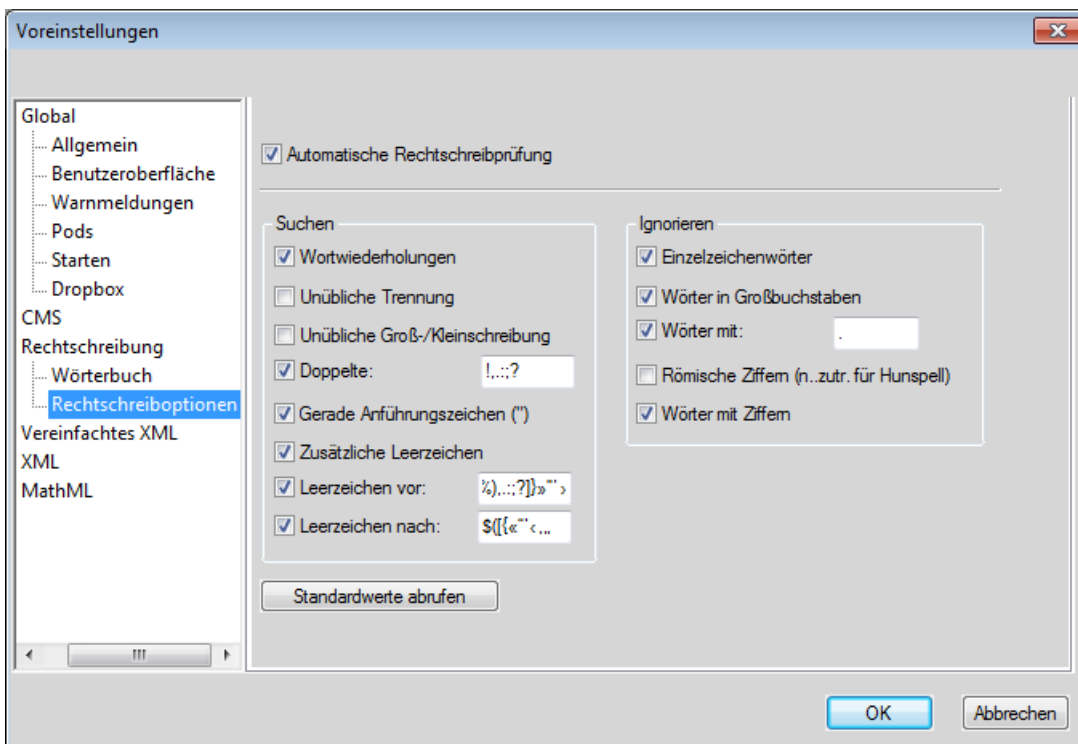 Voreinstellungen
Global
Allgemein
Benutzeroberfläche
Warnmeldungen
Pods
Starten
Dropbox
CMS
Rechtschreibung
Wörterbuch
Rechtschreiboptionen
Vereinfachtes XML
XML
MathML
Automatische Rechtschreibprüfung
Suchen
Wortwiederholungen
Unübliche Trennung
Unübliche Groß-/Kleinschreibung
Doppelte: !,.:;?
Gerade Anführungszeichen (")
Zusätzliche Leerzeichen
Leerzeichen vor:
Leerzeichen nach:
Standardwerte abrufen
Ignorieren
Einzelzeichenwörter
Wörter in Großbuchstaben
Wörter mit: .
Römische Ziffern (n..zutr. für Hunspell)
Wörter mit Ziffern
OK
Abbrechen